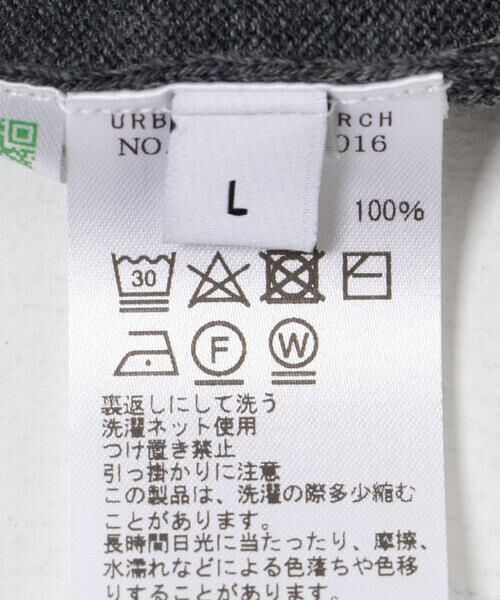 URB RCH
NO. 016
L
100%
30
F
W
裏返しにして洗う
洗濯ネット使用
つけ置き禁止
引っ掛かりに注意
この製品は、洗濯の際多少縮む
ことがあります。
長時間日光に当たったり、摩擦、
水濡れなどによる色落ちや色移
りすることがあります。